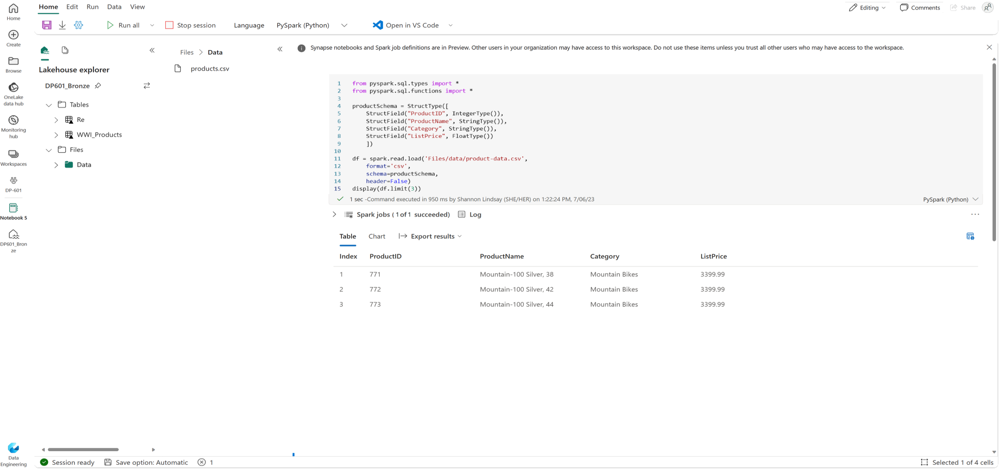 Home Edit Run Data View
Editing Comments Share
Run all Stop session Language PySpark (Python) Open in VS Code
Home
Create
Browse
OneLake
data hub
Monitoring
hub
Workspaces
DP-601
Notebook 5
DP601_Bron
ze
Data
Engineering
Lakehouse explorer
DP601_Bronze
Tables
Re
WWI_Products
Files
Data
Files > Data
products.csv
Synapse notebooks and Spark job definitions are in Preview. Other users in your organization may have access to this workspace. Do not use these items unless you trust all other users who may have access to the workspace.
1 from pyspark.sql.types import *
2 from pyspark.sql.functions import *
3
4 productSchema = StructType([
5 StructField("ProductID", IntegerType()),
6 StructField("ProductName", StringType()),
7 StructField("Category", StringType()),
8 StructField("ListPrice", FloatType())
9 ])
10
11 df = spark.read.load('Files/data/product-data.csv',
12 format='csv',
13 schema=productSchema,
14 header=False)
15 display(df.limit(3))
1 sec -Command executed in 950 ms by Shannon Lindsay (SHE/HER) on 1:22:24 PM, 7/06/23 PySpark (Python)
Spark jobs ( 1 of 1 succeeded) Log
Table Chart Export results
Index ProductID ProductName Category ListPrice
1 771 Mountain-100 Silver, 38 Mountain Bikes 3399.99
2 772 Mountain-100 Silver, 42 Mountain Bikes 3399.99
3 773 Mountain-100 Silver, 44 Mountain Bikes 3399.99
Session ready Save option: Automatic 1 Selected 1 of 4 cells